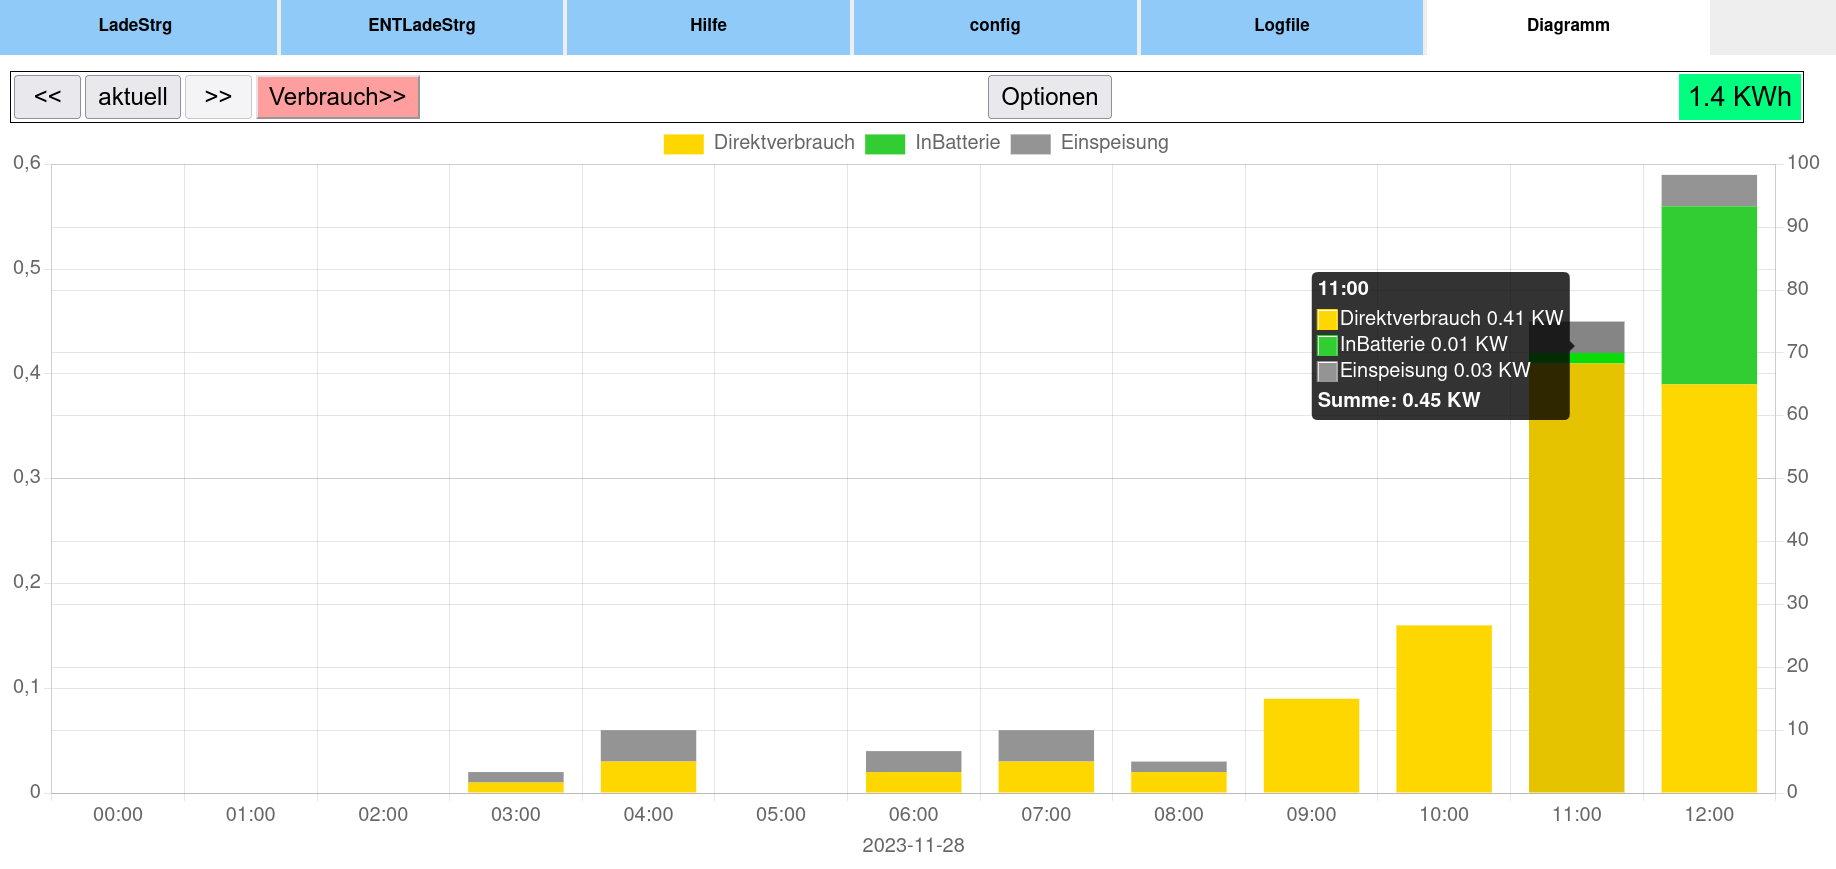 LadeStrg ENTLadeStrg Hilfe config Logfile Diagramm
<< aktuell >> Verbrauch>> Optionen 1.4 KWh
Direktverbrauch InBatterie Einspeisung
0,6 100
90
0,5
80
11:00
Direktverbrauch 0.41 KW
InBatterie 0.01 KW
70
Einspeisung 0.03 KW
0,4
Summe: 0.45 KW
60
0,3 50
40
0,2
30
20
0,1
10
0 0
00:00 01:00 02:00 03:00 04:00 05:00 06:00 07:00 08:00 09:00 10:00 11:00 12:00
2023-11-28